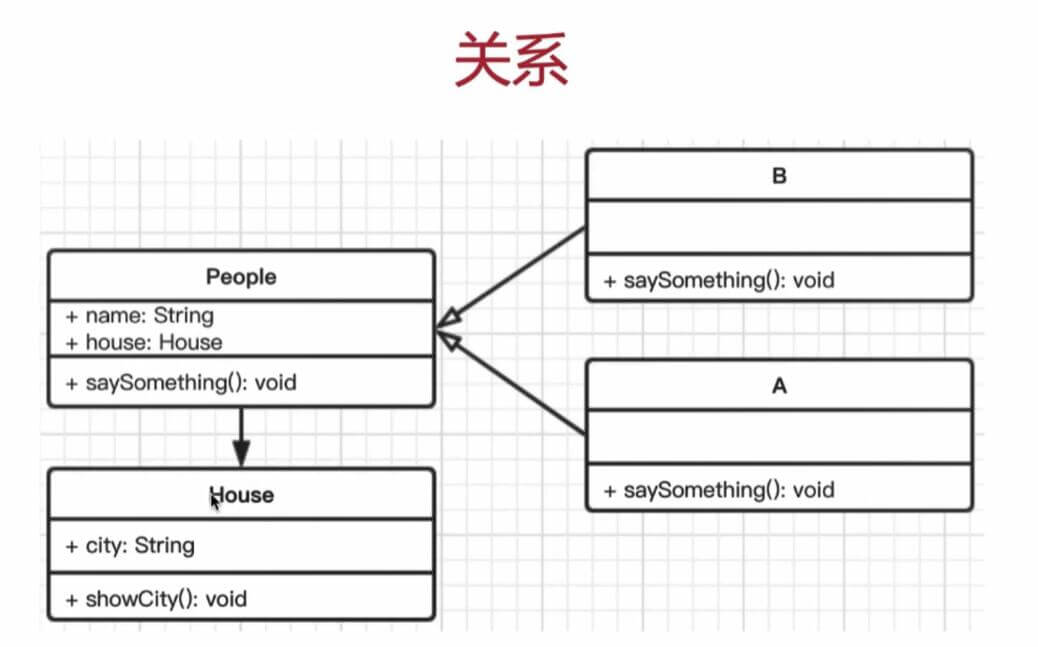 关系
People
+ name: String
+ house: House
+ saySomething(): void
House
+ city: String
+ showCity(): void
B
+ saySomething(): void
A
+ saySomething(): void